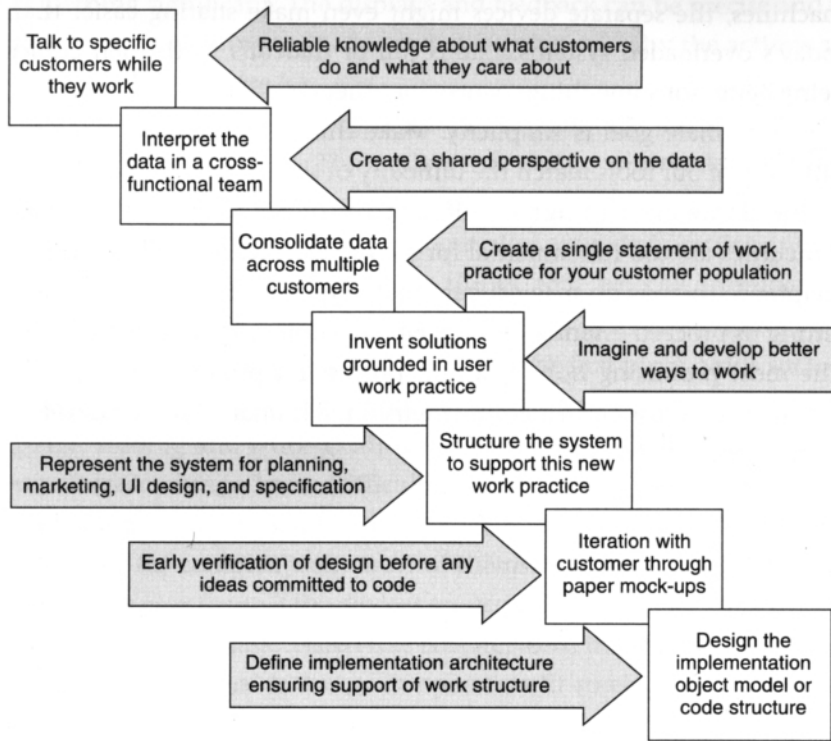 Talk to specific
customers while
they work
Reliable knowledge about what customers
do and what they care about
Interpret the
data in a cross-
functional team
Create a shared perspective on the data
Consolidate data
across multiple
customers
Create a single statement of work
practice for your customer population
Invent solutions
grounded in user
work practice
Imagine and develop better
ways to work
Represent the system for planning,
marketing, UI design, and specification
Structure the system
to support this new
work practice
Early verification of design before any
ideas committed to code
Iteration with
customer through
paper mock-ups
Define implementation architecture
ensuring support of work structure
Design the
implementation
object model or
code structure